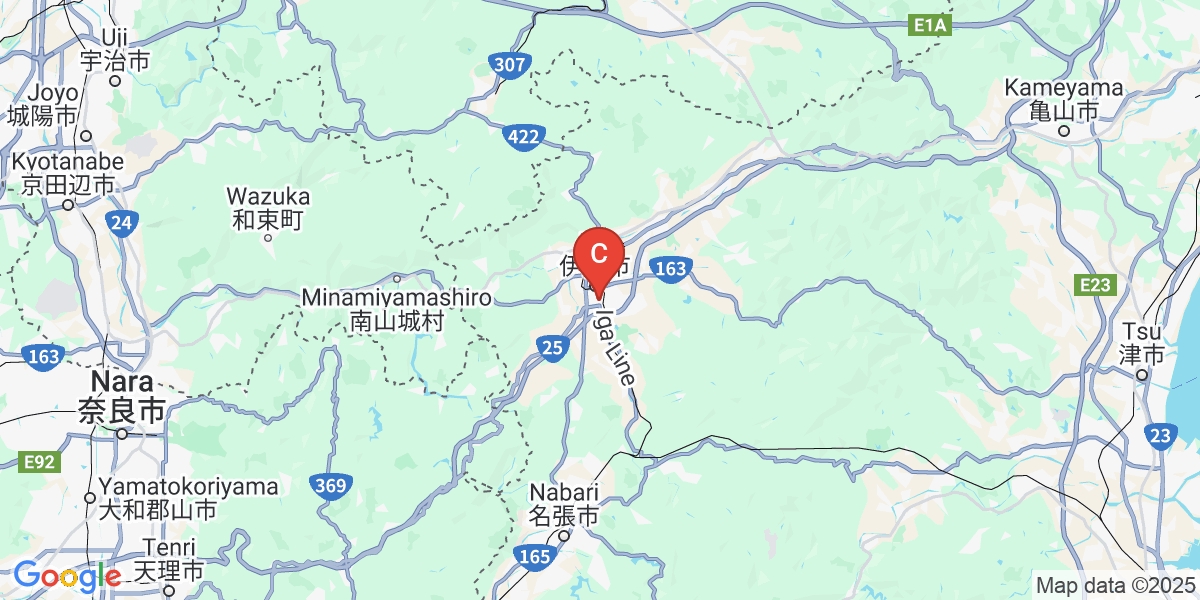 E1A
Uji
宇治市
307
Joyo
城陽市
Kameyama
亀山市
422
Kyotanabe
京田辺市
Wazuka
和束町
24
C
伊
市
163
E23
Minamiyamashiro
南山城村
Iga Line
25
Tsu
津市
163
Nara
奈良市
23
E92
369
Yamatokoriyama
大和郡山市
Nabari
名張市
165
Tenri
天理市
Google
Map data ©2025